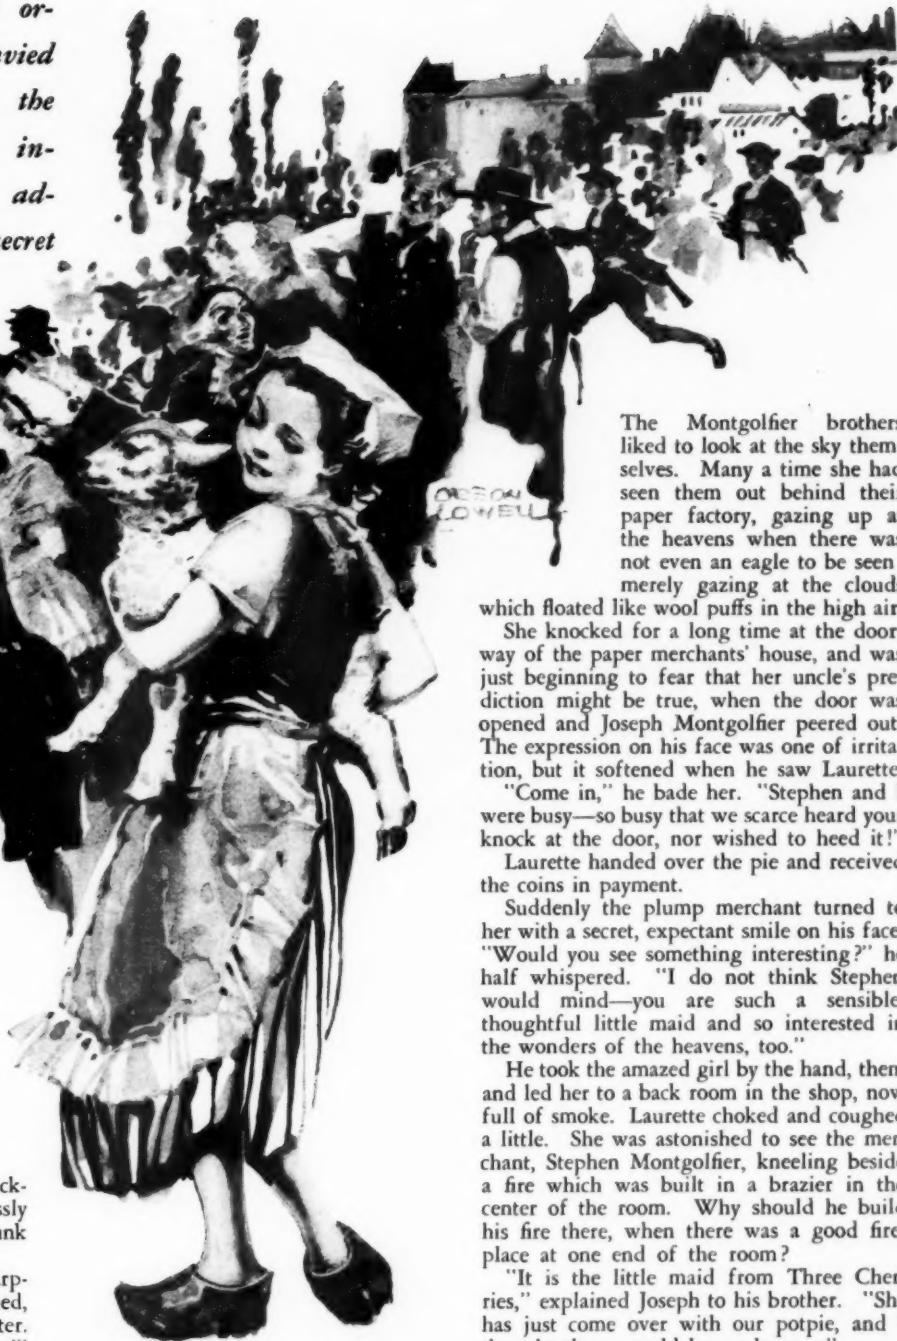 or-
vied
the
in-
ad-
ecret
ORSON
LOWELL
The Montgolfier brother
liked to look at the sky them
selves. Many a time she had
seen them out behind thei
paper factory, gazing up a
the heavens when there wa
not even an eagle to be seen
merely gazing at the cloud
which floated like wool puffs in the high air
She knocked for a long time at the door
way of the paper merchants' house, and wa
just beginning to fear that her uncle's pre
diction might be true, when the door wa
opened and Joseph Montgolfier peered out
The expression on his face was one of irrita
tion, but it softened when he saw Laurette
"Come in," he bade her. "Stephen and
were busy—so busy that we scarce heard you
knock at the door, nor wished to heed it!"
Laurette handed over the pie and received
the coins in payment.
Suddenly the plump merchant turned to
her with a secret, expectant smile on his face
"Would you see something interesting?" he
half whispered. "I do not think Stephen
would mind—you are such a sensible
thoughtful little maid and so interested in
the wonders of the heavens, too."
He took the amazed girl by the hand, then
and led her to a back room in the shop, now
full of smoke. Laurette choked and coughed
a little. She was astonished to see the mer
chant, Stephen Montgolfier, kneeling beside
a fire which was built in a brazier in the
center of the room. Why should he build
his fire there, when there was a good fire
place at one end of the room?
"It is the little maid from Three Cher
ries," explained Joseph to his brother. "She
has just come over with our potpie, and
ck-
ssly
nk
rp-
ed,
ter.